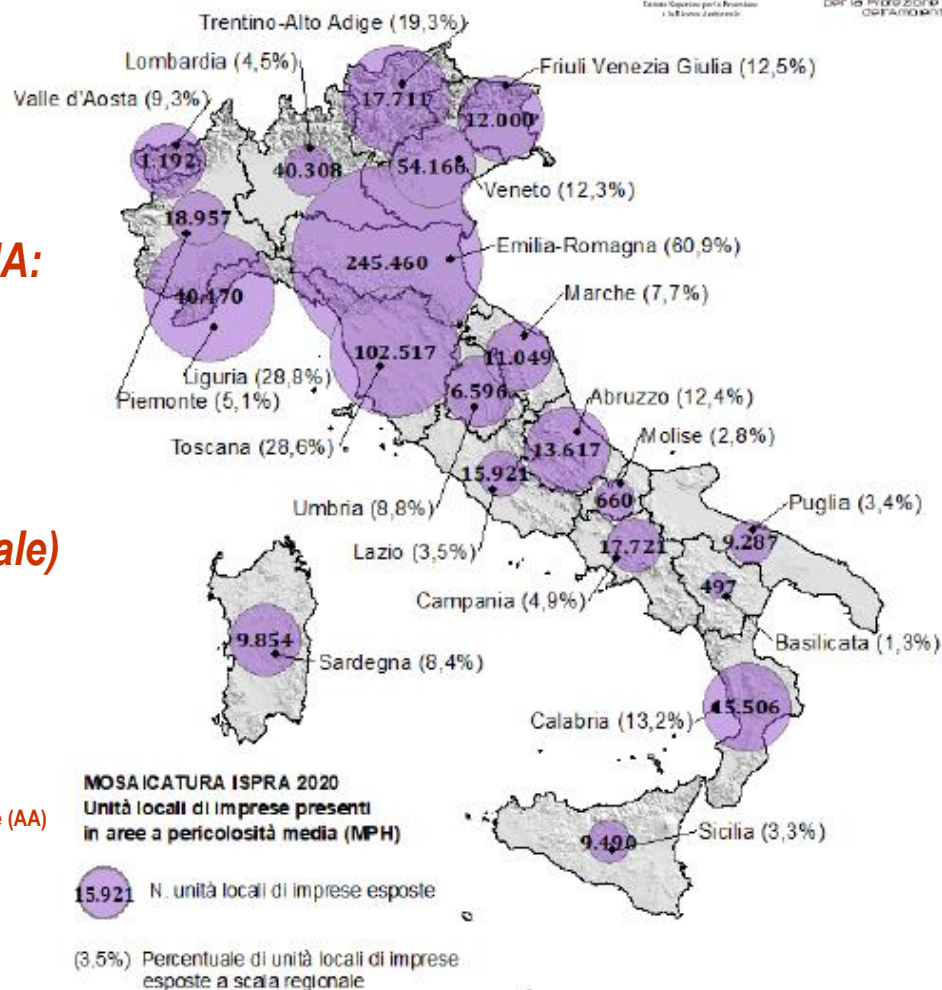 per la Protezione
dell'Ambient
Trentino-Alto Adige (19,3%)
Lombardia (4,5%)
Friuli Venezia Giulia (12,5%)
Valle d'Aosta (9,3%)
17.711
12.000
1.192
40.308
54.166
Veneto (12,3%)
18.957
IA:
245.460
Emilia-Romagna (60,9%)
40.170
Marche (7,7%)
102.517
11.049
Liguria (28,8%)
Piemonte (5,1%)
6.596
Abruzzo (12,4%)
Toscana (28,6%)
13.617
Molise (2,8%)
15.921
660
Puglia (3,4%)
Umbria (8,8%)
ale)
Lazio (3,5%)
17.721
9.287
497
Campania (4,9%)
9.854
Basilicata (1,3%)
Sardegna (8,4%)
15.506
Calabria (13,2%)
MOSAICATURA ISPRA 2020
Unità locali di imprese presenti
e (AA)
in aree a pericolosità media (MPH)
9.490
Sicilia (3,3%)
15.921 N. unità locali di imprese esposte
(3,5%) Percentuale di unità locali di imprese
esposte a scala regionale